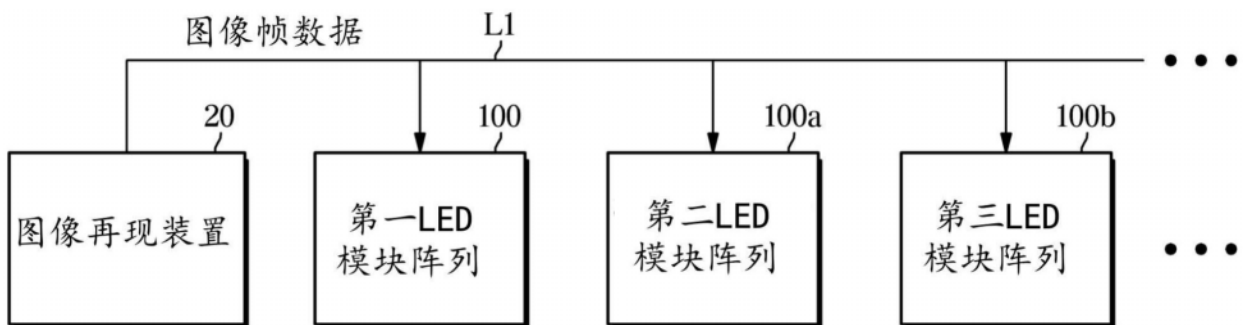 图像帧数据
L1
20
100
100a
100b
图像再现装置
第一LED
模块阵列
第二LED
模块阵列
第三LED
模块阵列